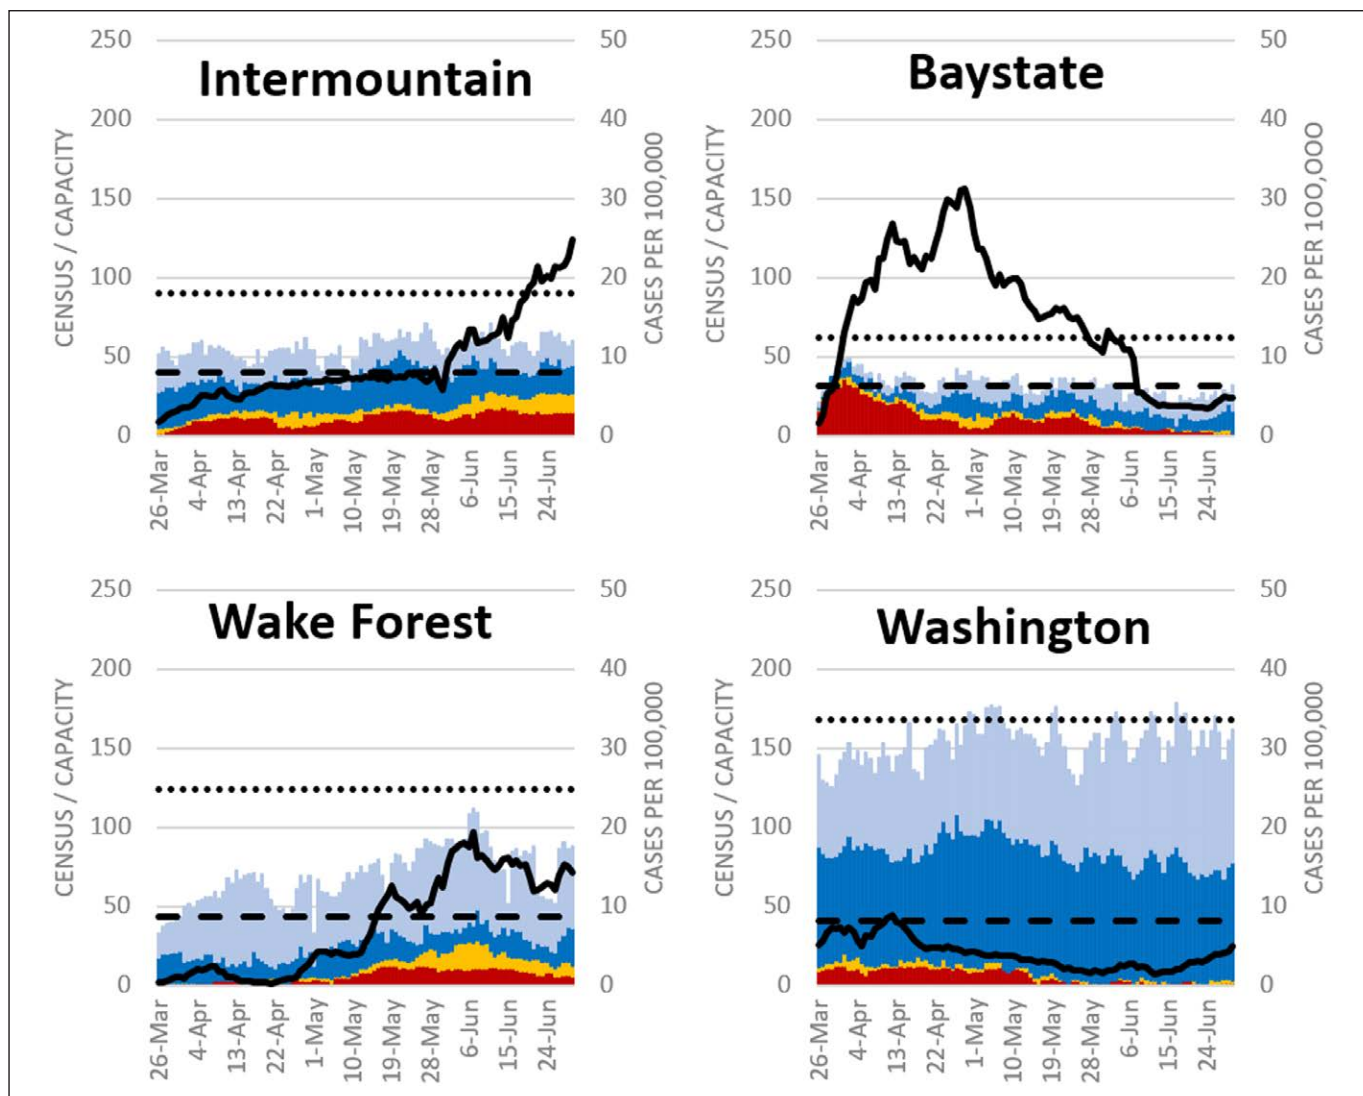 Intermountain
250
200
150
100
50
0
CENSUS / CAPACITY
50
40
30
20
10
0
CASES PER 100,000
26-Mar
4-Apr
13-Apr
22-Apr
1-May
10-May
19-May
28-May
6-Jun
15-Jun
24-Jun
Baystate
250
200
150
100
50
0
CENSUS / CAPACITY
50
40
30
20
10
0
CASES PER 100,000
26-Mar
4-Apr
13-Apr
22-Apr
1-May
10-May
19-May
28-May
6-Jun
15-Jun
24-Jun
Wake Forest
250
200
150
100
50
0
CENSUS / CAPACITY
50
40
30
20
10
0
CASES PER 100,000
26-Mar
4-Apr
13-Apr
22-Apr
1-May
10-May
19-May
28-May
6-Jun
15-Jun
24-Jun
Washington
250
200
150
100
50
0
CENSUS / CAPACITY
50
40
30
20
10
0
CASES PER 100,000
26-Mar
4-Apr
13-Apr
22-Apr
1-May
10-May
19-May
28-May
6-Jun
15-Jun
24-Jun